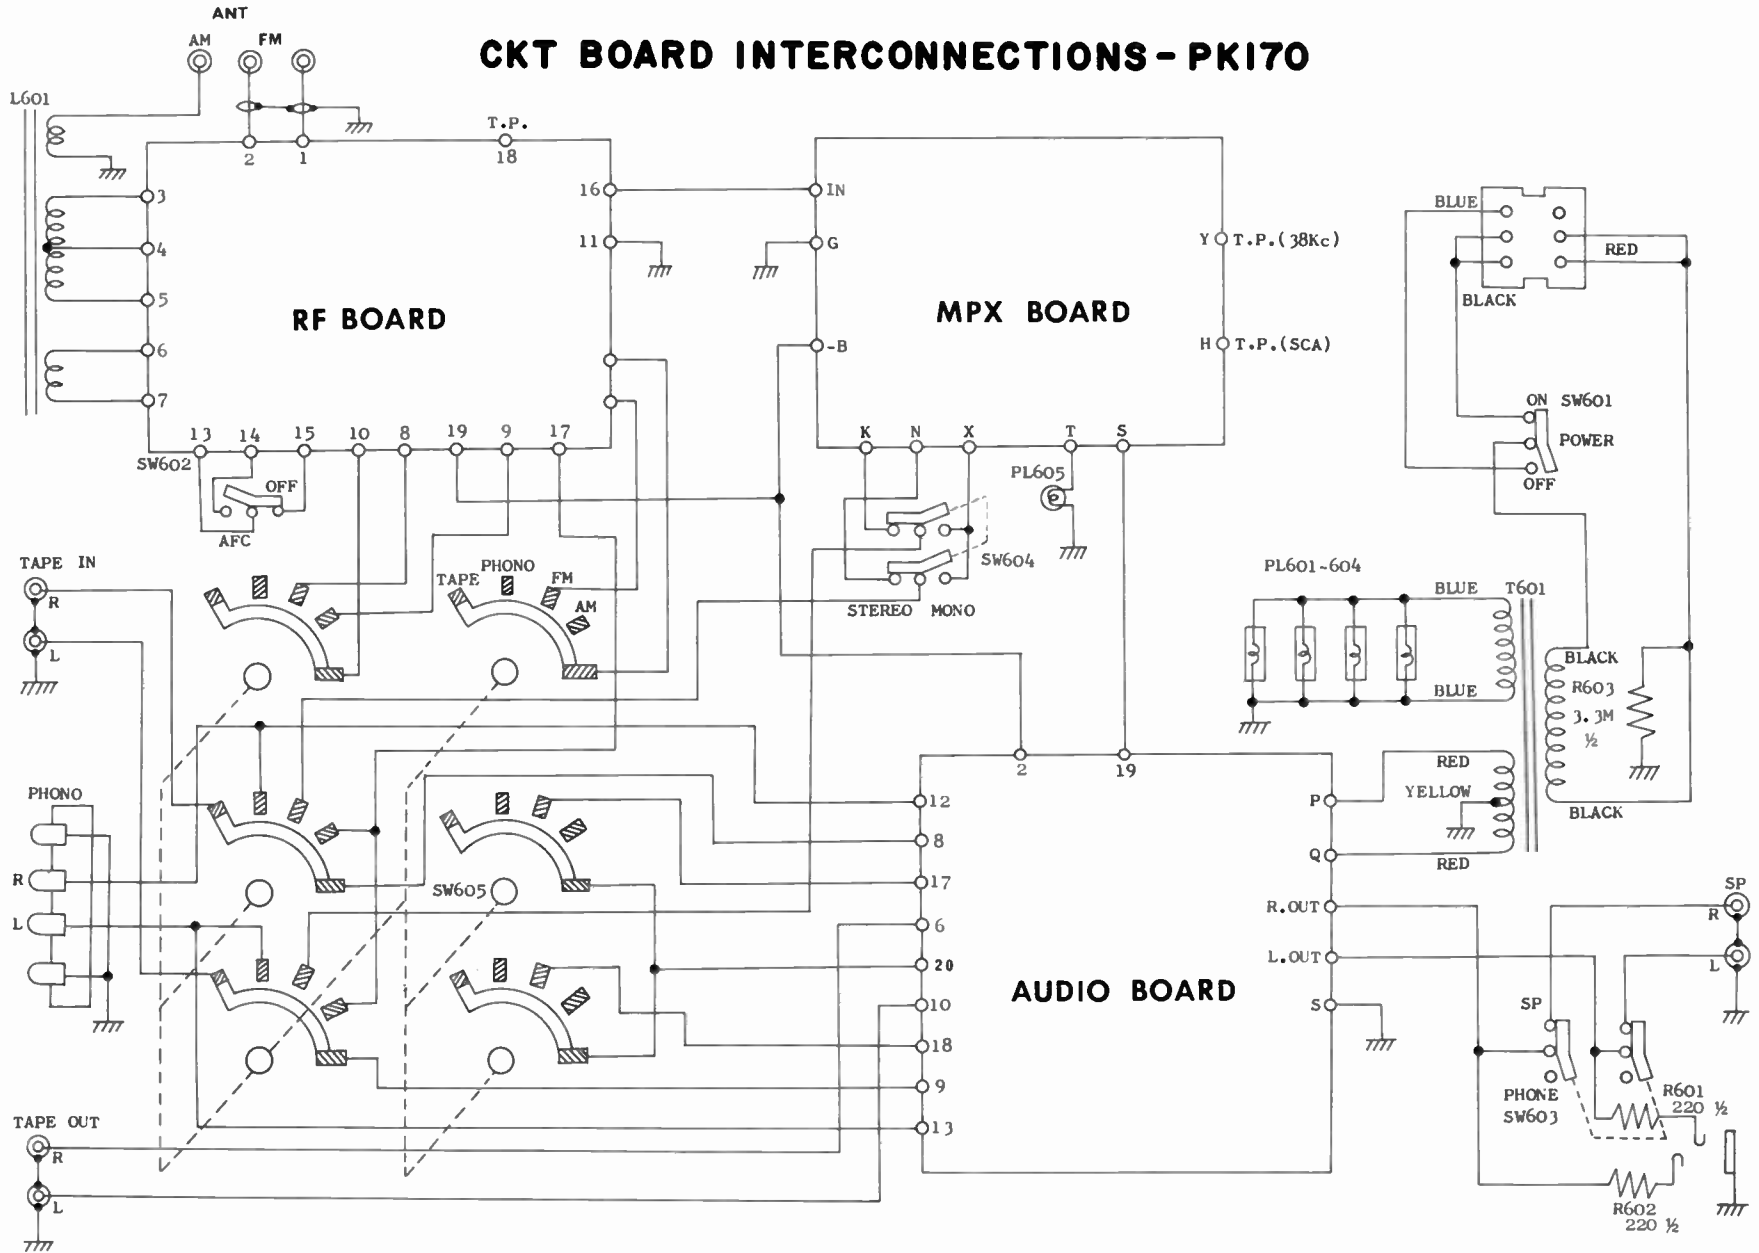 ANT
AM FM
CKT BOARD INTERCONNECTIONS - PK170
L601
T.P.
2 1 18
3
4
5
6
7
16
11
RF BOARD
13 14 15 10 8 19 9 17
SW602
OFF
AFC
IN
G
-B
Y T.P.(38Kc)
H T.P.(SCA)
MPX BOARD
K N X T S
PL605
SW604
STEREO MONO
BLUE
RED
BLACK
ON SW601
POWER
OFF
TAPE IN
R
L
TAPE PHONO FM
AM
PL601-604
BLUE T601
BLUE
BLACK
R603
3.3M
½
RED
YELLOW
RED
BLACK
PHONO
R
L
SW605
2 19
12
8
17
6
20
10
18
9
13
P
Q
R.OUT
L.OUT
S
AUDIO BOARD
SP
R
L
SP
PHONE
SW603
R601
220 ½
R602
220 ½
TAPE OUT
R
L